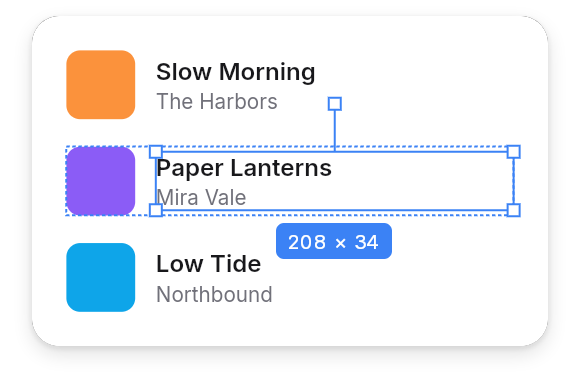 Slow Morning
The Harbors
Paper Lanterns
Mira Vale
208 × 34
Low Tide
Northbound